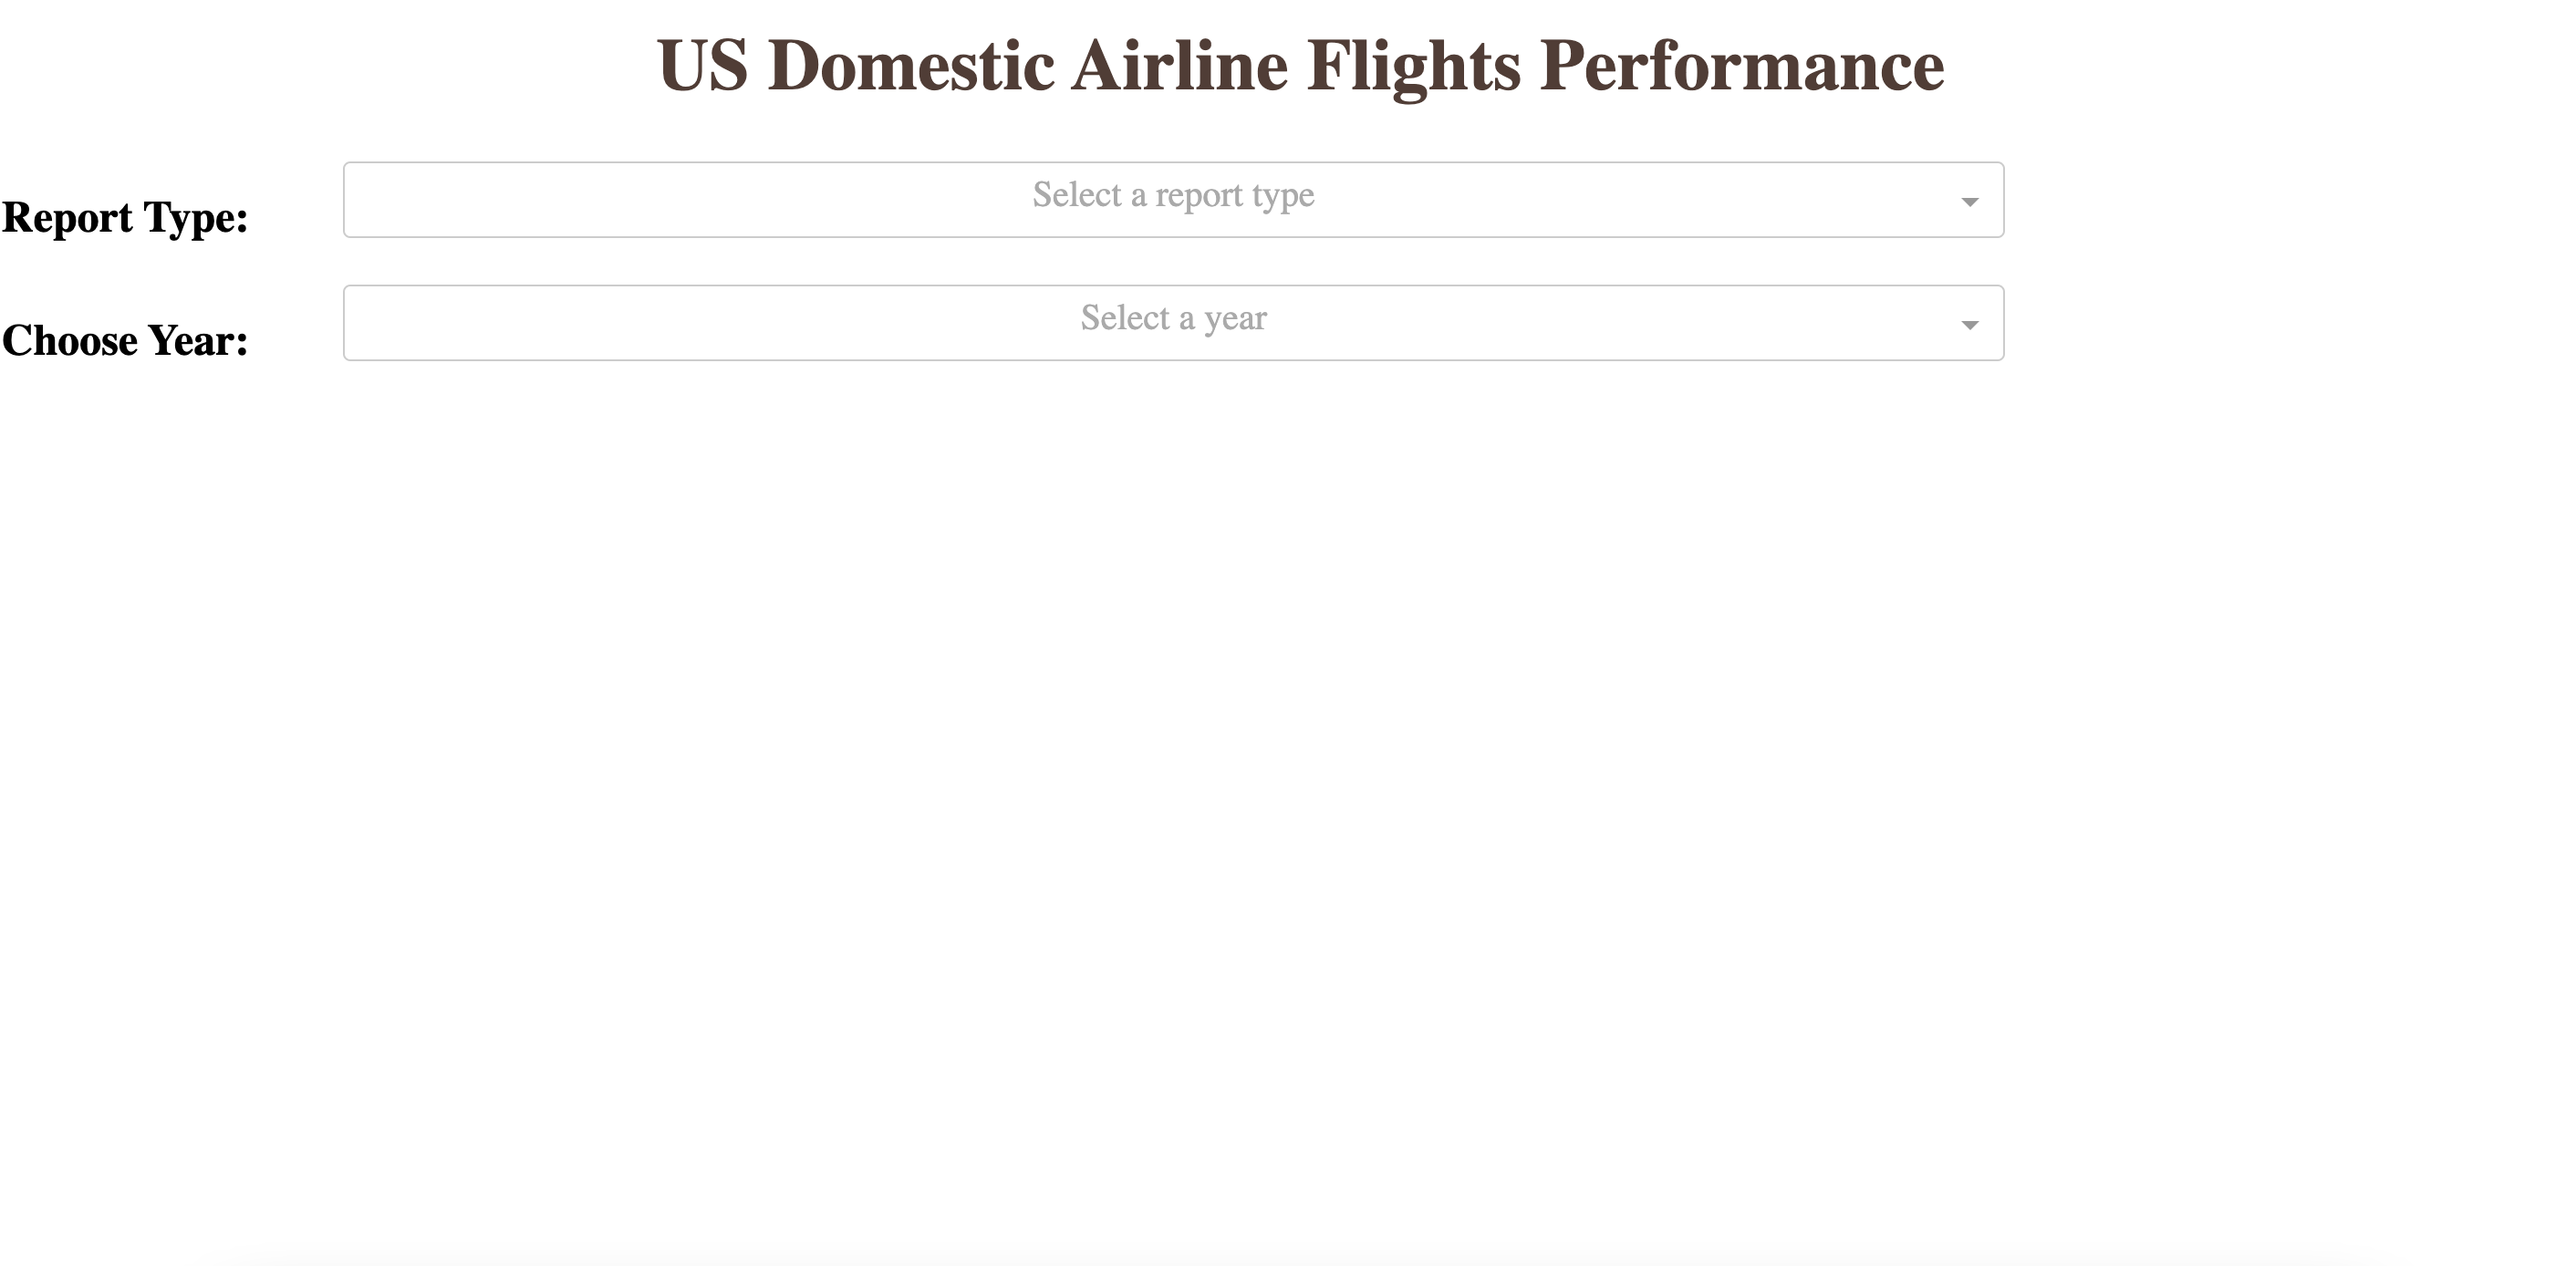 US Domestic Airline Flights Performance
Report Type:
Select a report type
Choose Year:
Select a year